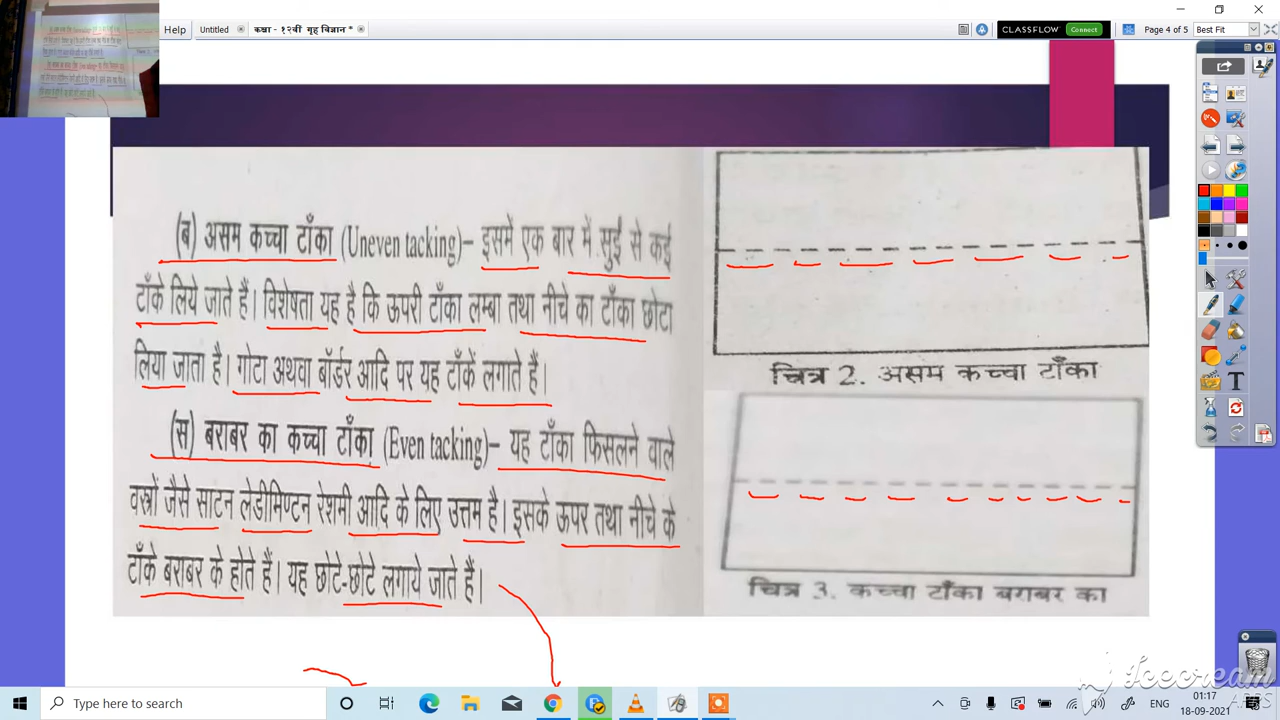 Help
Untitled
कक्षा - १२वीं गृह विज्ञान *
CLASSFLOW
Connect
Page 4 of 5
Best Fit
(ब) असम कच्चा टाँका (Uneven tacking)– इसमे एक बार में सुई से कई
टाँके लिये जाते हैं। विशेषता यह है कि ऊपरी टाँका लम्बा तथा नीचे का टाँका छोटा
लिया जाता है। गोटा अथवा बॉर्डर आदि पर यह टाँकें लगाते हैं।
(स) बराबर का कच्चा टाँका (Even tacking)– यह टाँका फिसलने वाले
वस्त्रों जैसे साटन लेडीमिण्टन रेशमी आदि के लिए उत्तम है। इसके ऊपर तथा नीचे के
टाँके बराबर के होते हैं। यह छोटे-छोटे लगाये जाते हैं।
चित्र 2. असम कच्चा टाँका
चित्र 3. कच्चा टाँका बराबर का
Icecream
APPS
Type here to search
ENG
01:17
18-09-2021